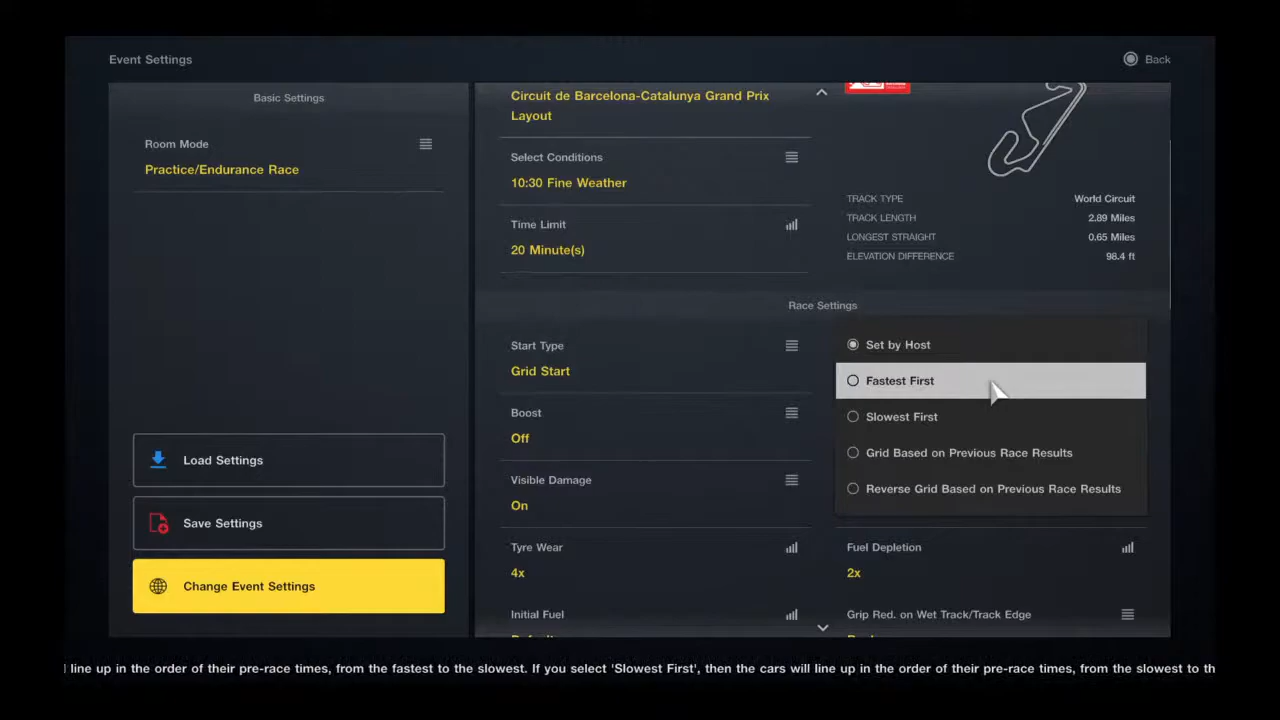 Event Settings
Back
Basic Settings
Room Mode
Practice/Endurance Race
Load Settings
Save Settings
Change Event Settings
Circuit de Barcelona-Catalunya Grand Prix
Layout
Select Conditions
10:30 Fine Weather
Time Limit
20 Minute(s)
TRACK TYPE World Circuit
TRACK LENGTH 2.89 Miles
LONGEST STRAIGHT 0.65 Miles
ELEVATION DIFFERENCE 98.4 ft
Race Settings
Start Type
Grid Start
Boost
Off
Visible Damage
On
Tyre Wear
4x
Initial Fuel
Set by Host
Fastest First
Slowest First
Grid Based on Previous Race Results
Reverse Grid Based on Previous Race Results
Fuel Depletion
2x
Grip Red. on Wet Track/Track Edge
line up in the order of their pre-race times, from the fastest to the slowest. If you select 'Slowest First', then the cars will line up in the order of their pre-race times, from the slowest to th